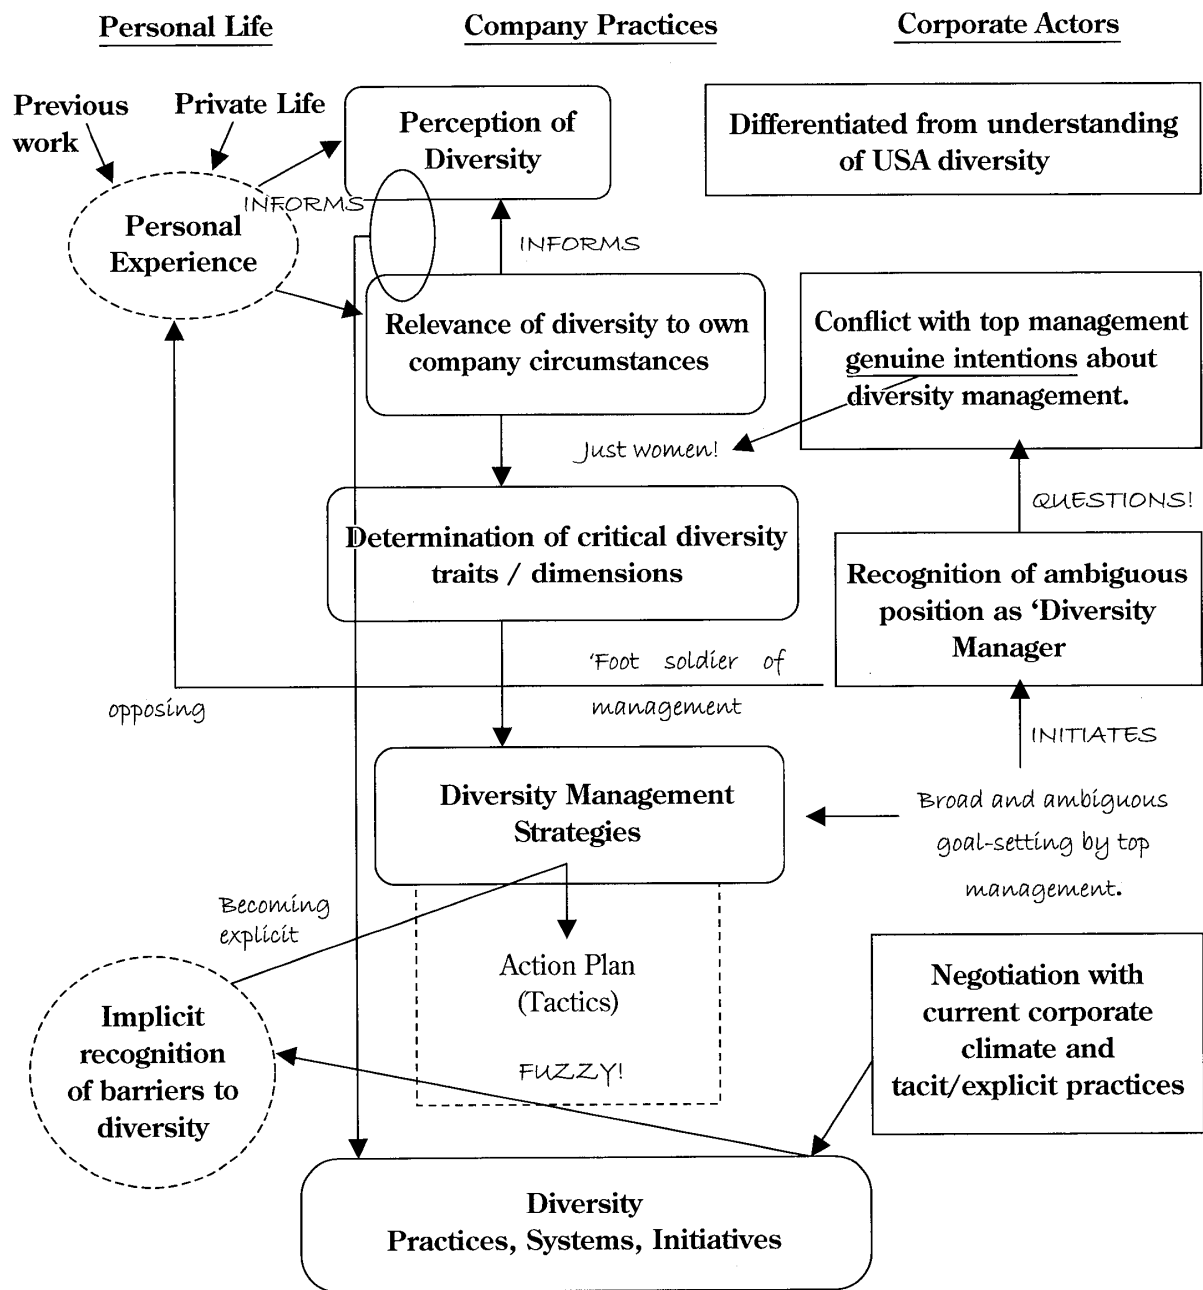 Personal Life
Company Practices
Corporate Actors
Previous
work
Private Life
Perception of
Diversity
Differentiated from understanding
of USA diversity
INFORMS
Personal
Experience
INFORMS
Relevance of diversity to own
company circumstances
Conflict with top management
genuine intentions about
diversity management.
Just women!
QUESTIONS!
Determination of critical diversity
traits / dimensions
Recognition of ambiguous
position as ‘Diversity
Manager
‘Foot soldier of
management
opposing
INITIATES
Diversity Management
Strategies
Broad and ambiguous
goal-setting by top
management.
Becoming
explicit
Action Plan
(Tactics)
FUZZY!
Negotiation with
current corporate
climate and
tacit/explicit practices
Implicit
recognition
of barriers to
diversity
Diversity
Practices, Systems, Initiatives